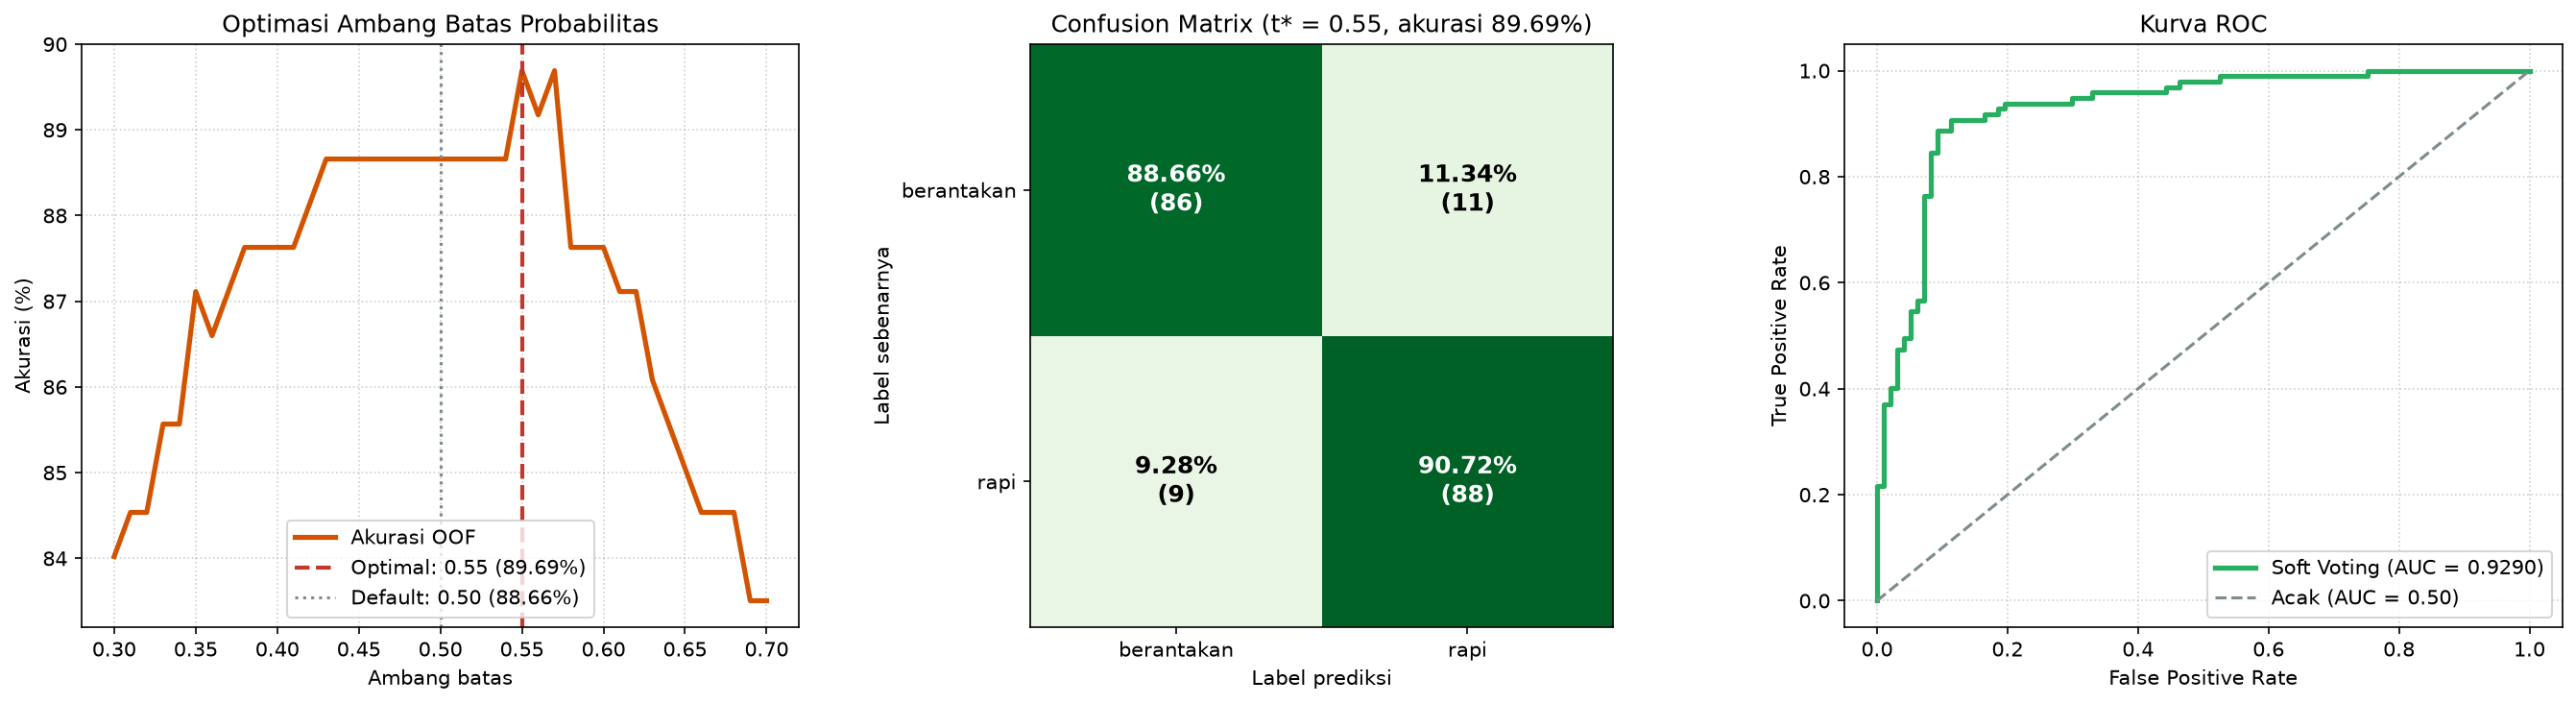 Optimasi Ambang Batas Probabilitas
90
89
88
87
86
85
84
Akurasi (%)
Akurasi OOF
Optimal: 0.55 (89.69%)
Default: 0.50 (88.66%)
0.30 0.35 0.40 0.45 0.50 0.55 0.60 0.65 0.70
Ambang batas
Confusion Matrix (t* = 0.55, akurasi 89.69%)
Label sebenarnya
berantakan
88.66%
(86)
11.34%
(11)
rapi
9.28%
(9)
90.72%
(88)
berantakan rapi
Label prediksi
Kurva ROC
1.0
0.8
0.6
0.4
0.2
0.0
True Positive Rate
Soft Voting (AUC = 0.9290)
Acak (AUC = 0.50)
0.0 0.2 0.4 0.6 0.8 1.0
False Positive Rate